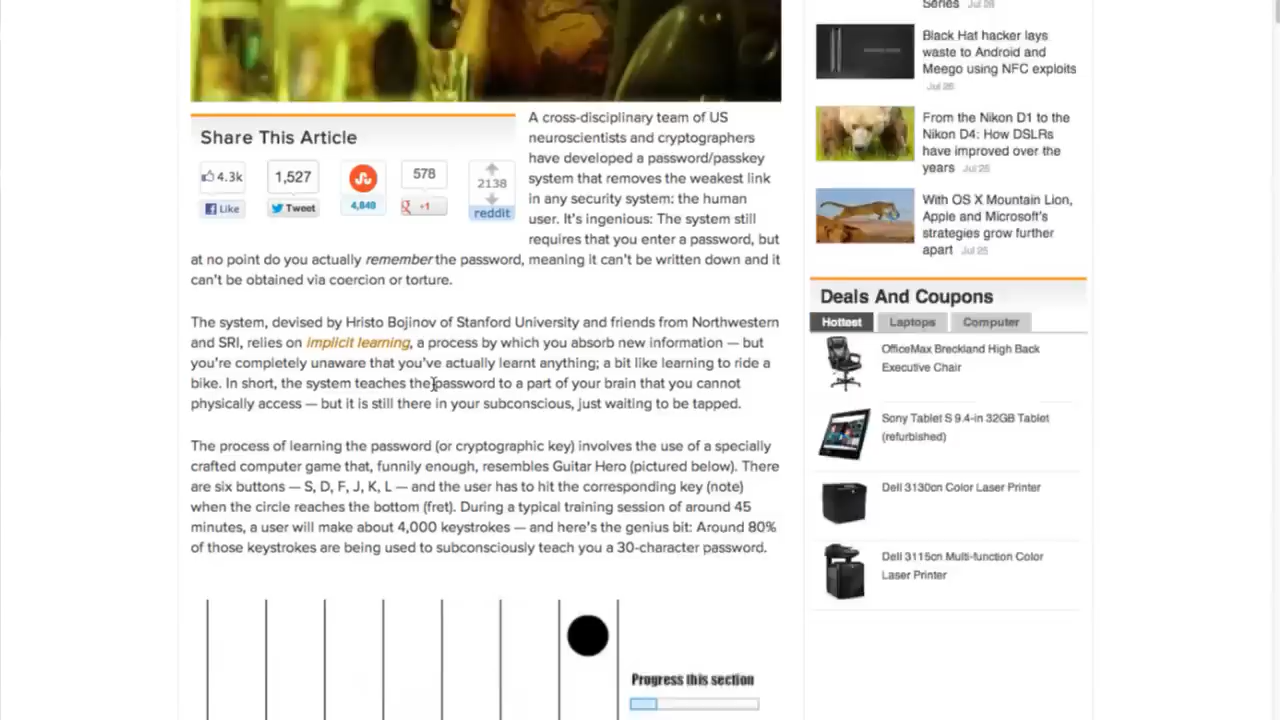 Series Jul 26
Black Hat hacker lays
waste to Android and
Meego using NFC exploits
Jul 26
From the Nikon D1 to the
Nikon D4: How DSLRs
have improved over the
years Jul 25
With OS X Mountain Lion,
Apple and Microsoft's
strategies grow further
apart Jul 25
Share This Article
4.3k
1,527
578
2138
Like
Tweet
4,840
+1
reddit
A cross-disciplinary team of US
neuroscientists and cryptographers
have developed a password/passkey
system that removes the weakest link
in any security system: the human
user. It's ingenious: The system still
requires that you enter a password, but
at no point do you actually remember the password, meaning it can't be written down and it
can't be obtained via coercion or torture.
The system, devised by Hristo Bojinov of Stanford University and friends from Northwestern
and SRI, relies on implicit learning, a process by which you absorb new information — but
you're completely unaware that you've actually learnt anything; a bit like learning to ride a
bike. In short, the system teaches the password to a part of your brain that you cannot
physically access — but it is still there in your subconscious, just waiting to be tapped.
The process of learning the password (or cryptographic key) involves the use of a specially
crafted computer game that, funnily enough, resembles Guitar Hero (pictured below). There
are six buttons — S, D, F, J, K, L — and the user has to hit the corresponding key (note)
when the circle reaches the bottom (fret). During a typical training session of around 45
minutes, a user will make about 4,000 keystrokes — and here's the genius bit: Around 80%
of those keystrokes are being used to subconsciously teach you a 30-character password.
Progress this section
Deals And Coupons
Hottest Laptops Computer
OfficeMax Breckland High Back
Executive Chair
Sony Tablet S 9.4-in 32GB Tablet
(refurbished)
Dell 3130cn Color Laser Printer
Dell 3115cn Multi-function Color
Laser Printer